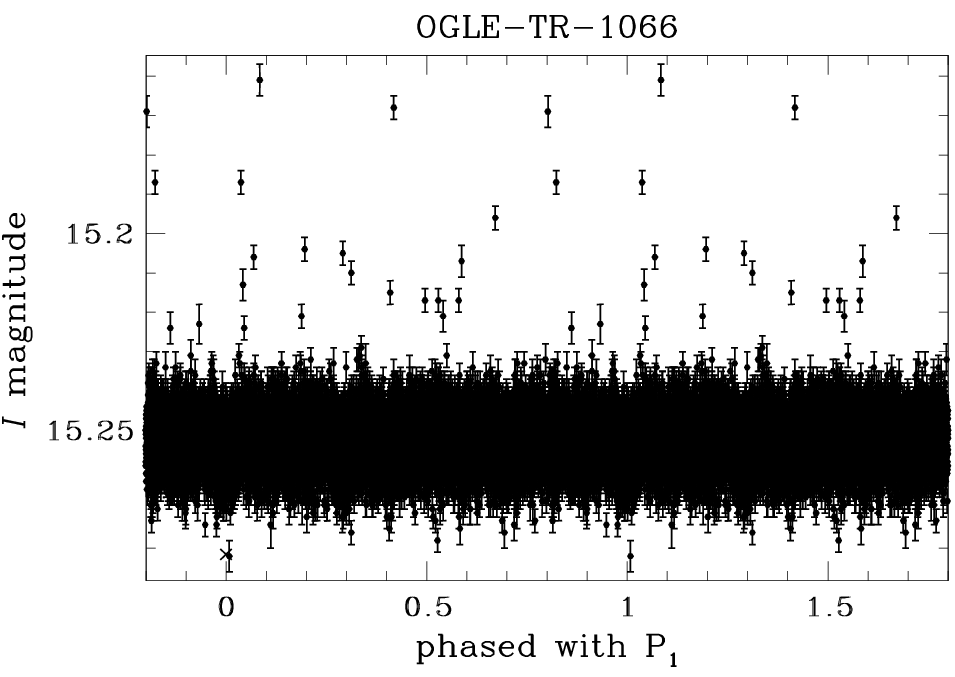 OGLE-TR-1066
I magnitude
15.2
15.25
0 0.5 1 1.5
phased with P₁